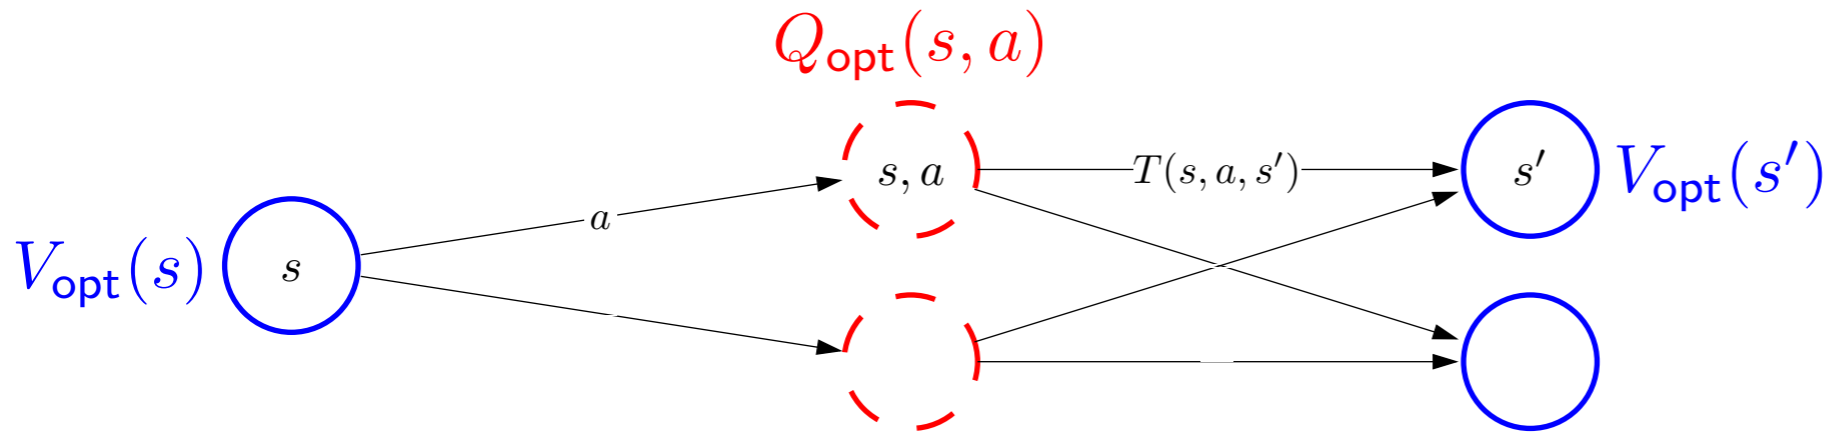 Q_opt(s, a)
s, a
T(s, a, s′)
s′
V_opt(s′)
a
V_opt(s)
s